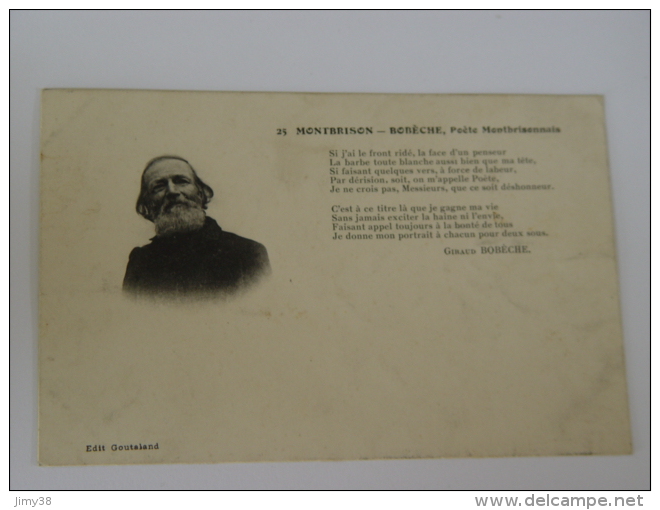 25 MONTBRISON — BOBÈCHE, Poète Montbrisonnais
Si j'ai le front ridé, la face d'un penseur
La barbe toute blanche aussi bien que ma tête,
Si faisant quelques vers, à force de labeur,
Par dérision, soit, on m'appelle Poète,
Je ne crois pas, Messieurs, que ce soit déshonneur.
C'est à ce titre là que je gagne ma vie
Sans jamais exciter la haine ni l'envie,
Faisant appel toujours à la bonté de tous
Je donne mon portrait à chacun pour deux sous.
GIRAUD BOBÈCHE.
Edit Goutaland
jimy38
http://www.delcampe.net